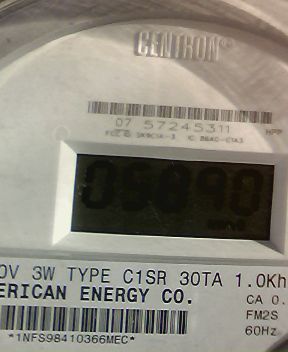 CENTRON®
07 57245311
HPP
05090
0V 3W TYPE C1SR 30TA 1.0Kh
ERICAN ENERGY CO.
CA 0.
FM2S
60Hz
*1NFS98410366MEC*